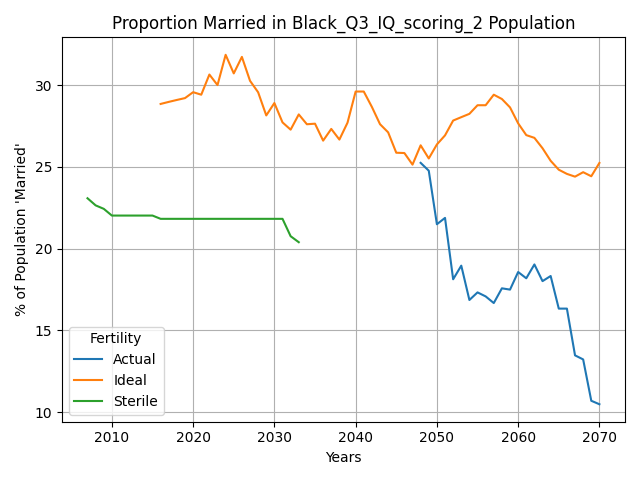 Proportion Married in Black_Q3_IQ_scoring_2 Population
% of Population 'Married'
30
25
20
15
10
Fertility
Actual
Ideal
Sterile
2010 2020 2030 2040 2050 2060 2070
Years